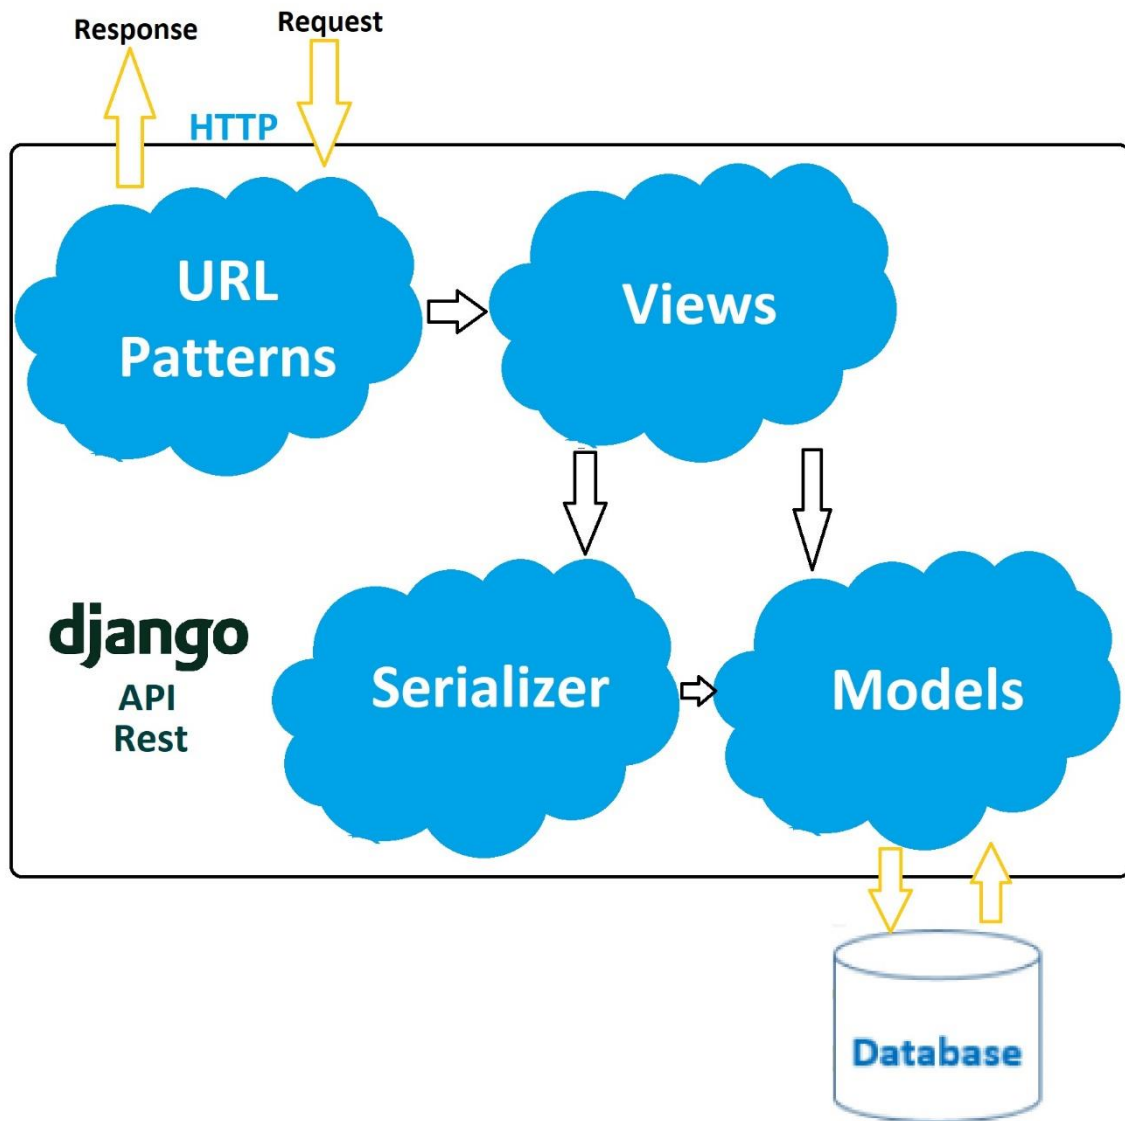 Response
Request
HTTP
URL
Patterns
Views
django
API
Rest
Serializer
Models
Database